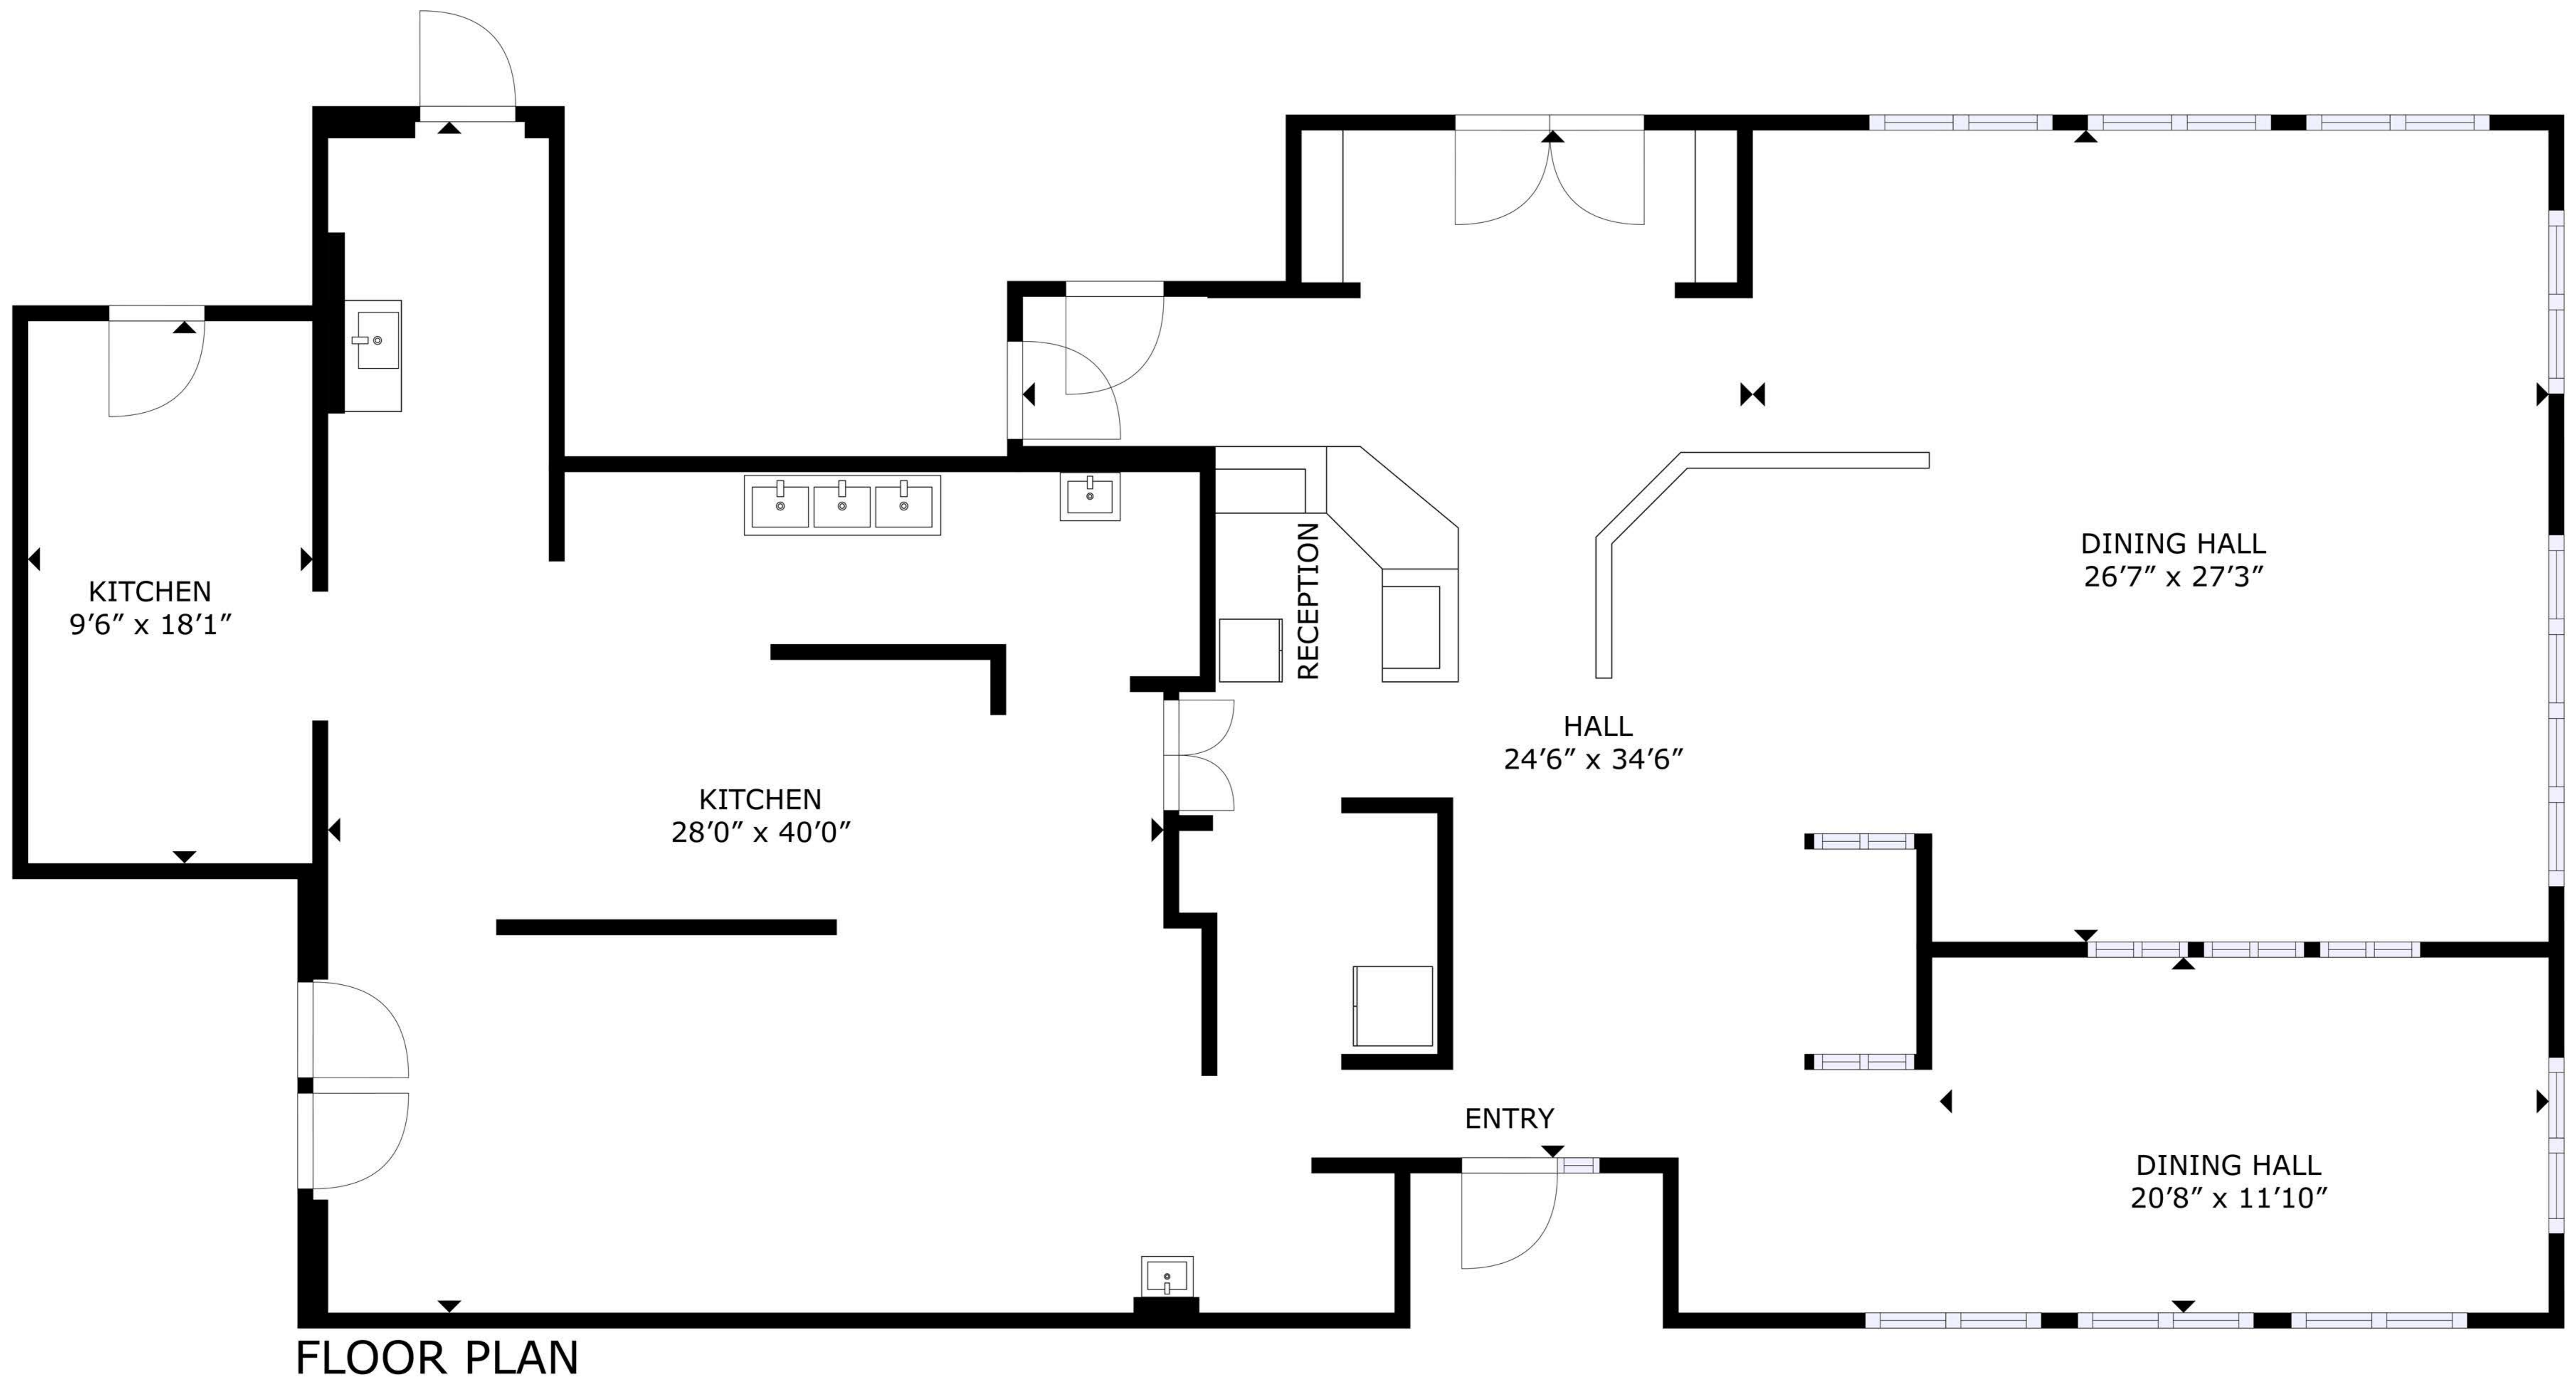 KITCHEN
9′6″ x 18′1″
KITCHEN
28′0″ x 40′0″
RECEPTION
HALL
24′6″ x 34′6″
DINING HALL
26′7″ x 27′3″
ENTRY
DINING HALL
20′8″ x 11′10″
FLOOR PLAN